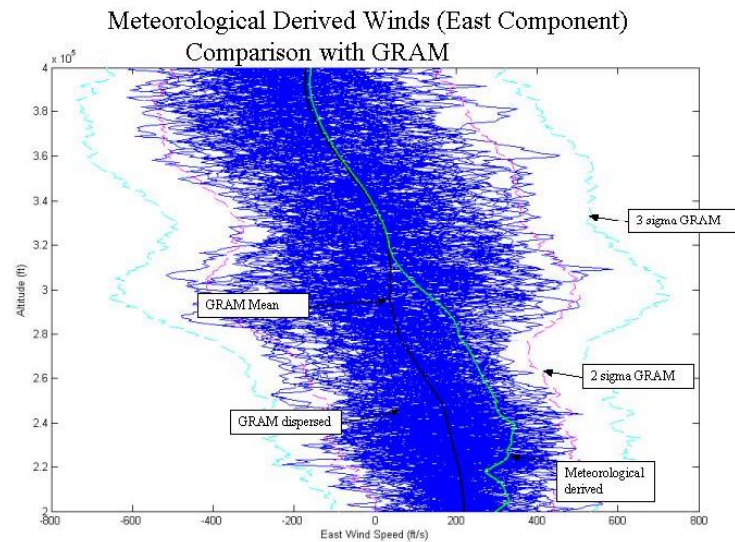 Meteorological Derived Winds (East Component)
Comparison with GRAM
x 10⁵
4
3.8
3.6
3.4
3.2
3
2.8
2.6
2.4
2.2
2
Altitude (ft)
3 sigma GRAM
GRAM Mean
2 sigma GRAM
GRAM dispersed
Meteorological
derived
-800 -600 -400 -200 0 200 400 600 800
East Wind Speed (ft/s)